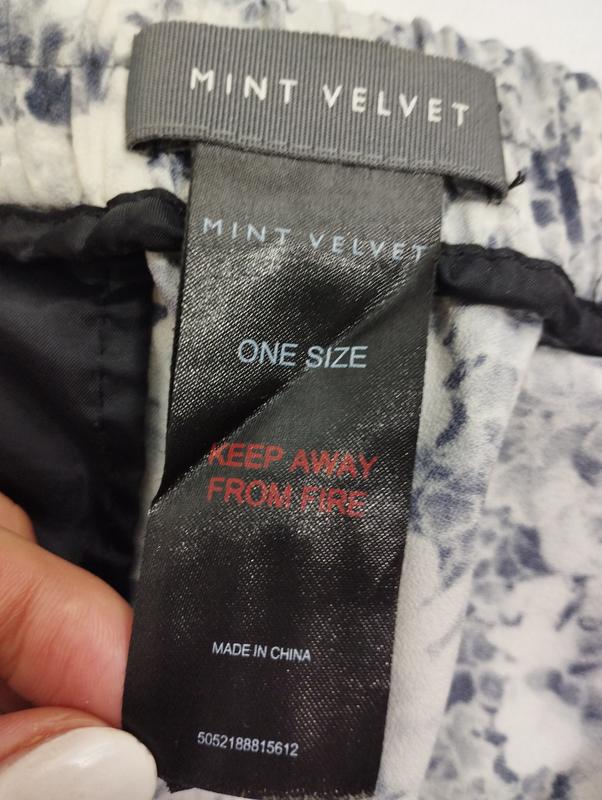 MINT VELVET
MINT VELVET
ONE SIZE
KEEP AWAY
FROM FIRE
MADE IN CHINA
5052188815612